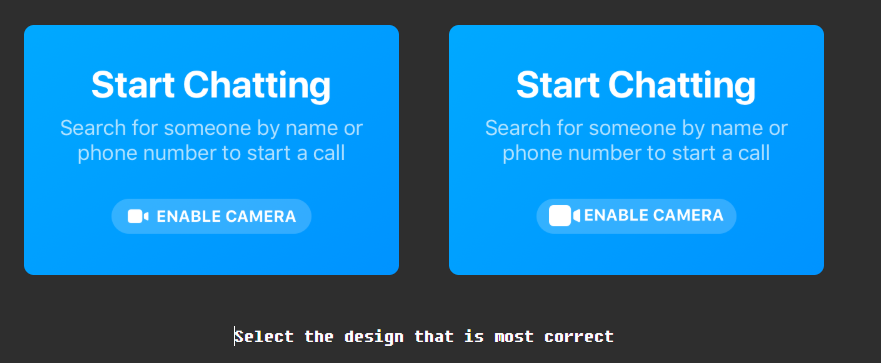 Start Chatting
Search for someone by name or
phone number to start a call
ENABLE CAMERA
Start Chatting
Search for someone by name or
phone number to start a call
ENABLE CAMERA
Select the design that is most correct